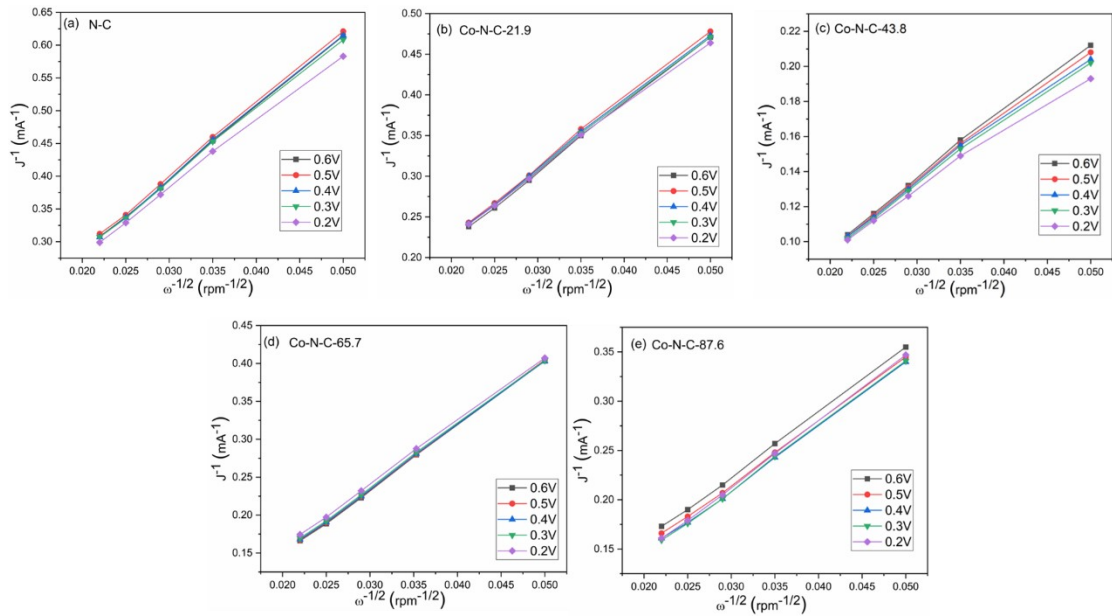 (a) N-C
0.65
0.60
0.55
0.50
0.45
0.40
0.35
0.30
J⁻¹ (mA⁻¹)
0.6V
0.5V
0.4V
0.3V
0.2V
0.020 0.025 0.030 0.035 0.040 0.045 0.050
ω⁻¹/² (rpm⁻¹/²)
(b) Co-N-C-21.9
0.50
0.45
0.40
0.35
0.30
0.25
0.20
J⁻¹ (mA⁻¹)
0.6V
0.5V
0.4V
0.3V
0.2V
0.020 0.025 0.030 0.035 0.040 0.045 0.050
ω⁻¹/² (rpm⁻¹/²)
(c) Co-N-C-43.8
0.22
0.20
0.18
0.16
0.14
0.12
0.10
J⁻¹ (mA⁻¹)
0.6V
0.5V
0.4V
0.3V
0.2V
0.020 0.025 0.030 0.035 0.040 0.045 0.050
ω⁻¹/² (rpm⁻¹/²)
(d) Co-N-C-65.7
0.45
0.40
0.35
0.30
0.25
0.20
0.15
J⁻¹ (mA⁻¹)
0.6V
0.5V
0.4V
0.3V
0.2V
0.020 0.025 0.030 0.035 0.040 0.045 0.050
ω⁻¹/² (rpm⁻¹/²)
(e) Co-N-C-87.6
0.35
0.30
0.25
0.20
0.15
J⁻¹ (mA⁻¹)
0.6V
0.5V
0.4V
0.3V
0.2V
0.020 0.025 0.030 0.035 0.040 0.045 0.050
ω⁻¹/² (rpm⁻¹/²)